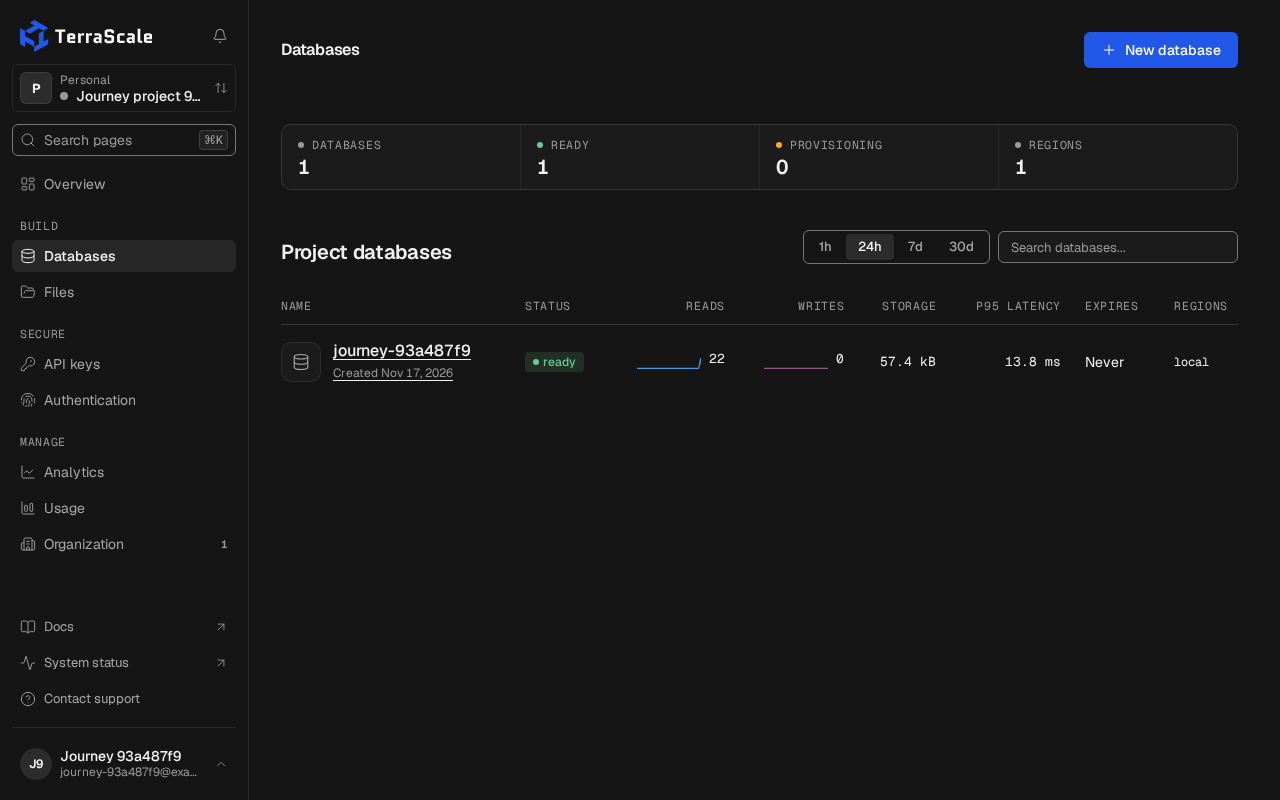 TerraScale
P
Personal
Journey project 9...
Search pages
⌘K
Overview
BUILD
Databases
Files
SECURE
API keys
Authentication
MANAGE
Analytics
Usage
Organization
1
Docs
System status
Contact support
J9
Journey 93a487f9
journey-93a487f9@exa...
Databases
New database
DATABASES
1
READY
1
PROVISIONING
0
REGIONS
1
Project databases
1h 24h 7d 30d
Search databases...
NAME STATUS READS WRITES STORAGE P95 LATENCY EXPIRES REGIONS
journey-93a487f9
Created Nov 17, 2026
ready 22 0 57.4 kB 13.8 ms Never local